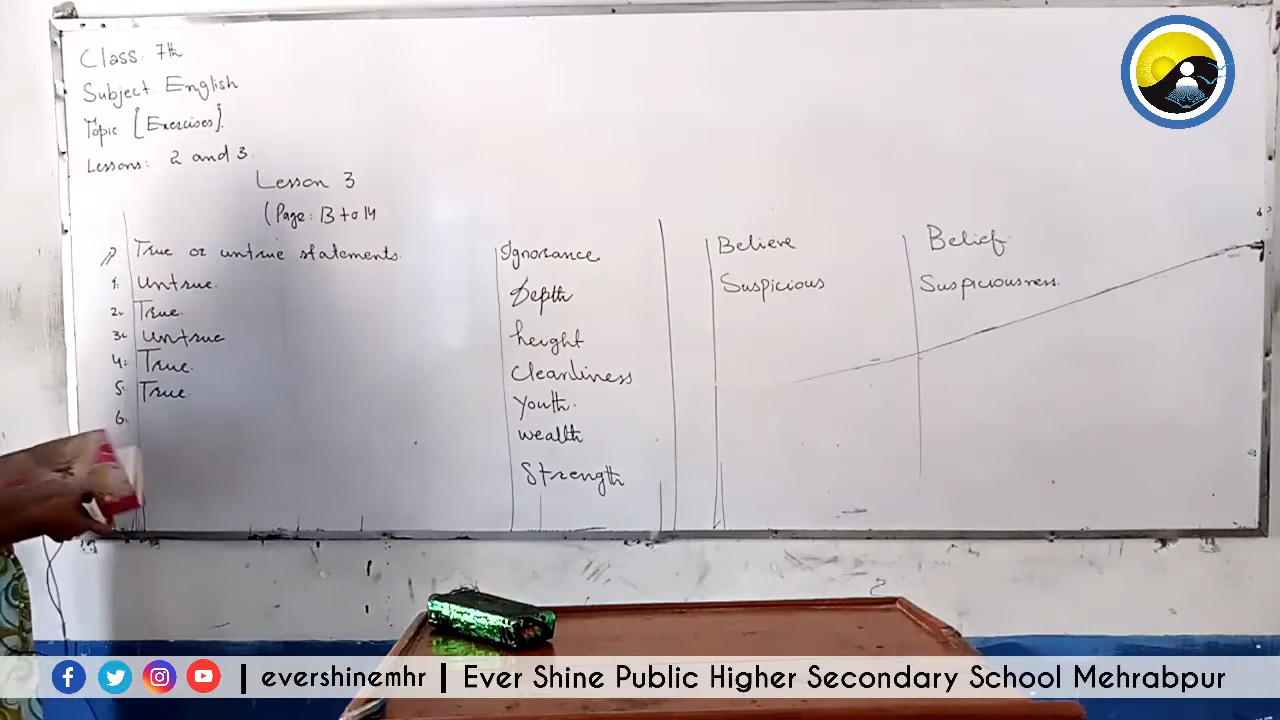 Class: 7th
Subject: English
Topic [Exercises].
Lessons: 2 and 3.
Lesson 3
(Page: 13 to 14
True or untrue statements.
1. Untrue.
2. True.
3. Untrue
4. True.
5. True.
6.
Ignorance
Depth
height
Cleanliness
Youth.
wealth
Strength
Believe
Suspicious
Belief
Suspiciousness.
| evershinemhr | Ever Shine Public Higher Secondary School Mehrabpur